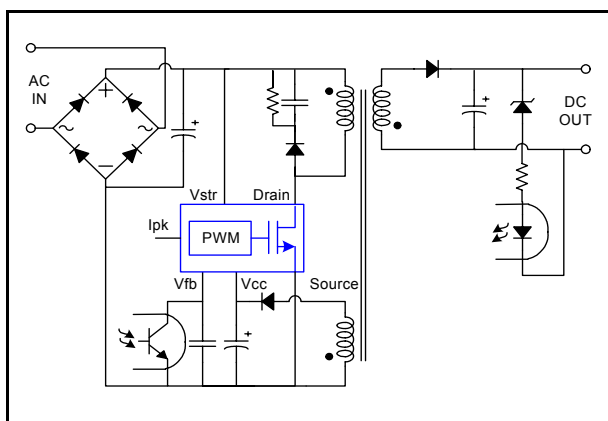 AC
IN
+
~
~
−
+
+
DC
OUT
Vstr
Drain
Ipk
PWM
Vfb
Vcc
Source
+